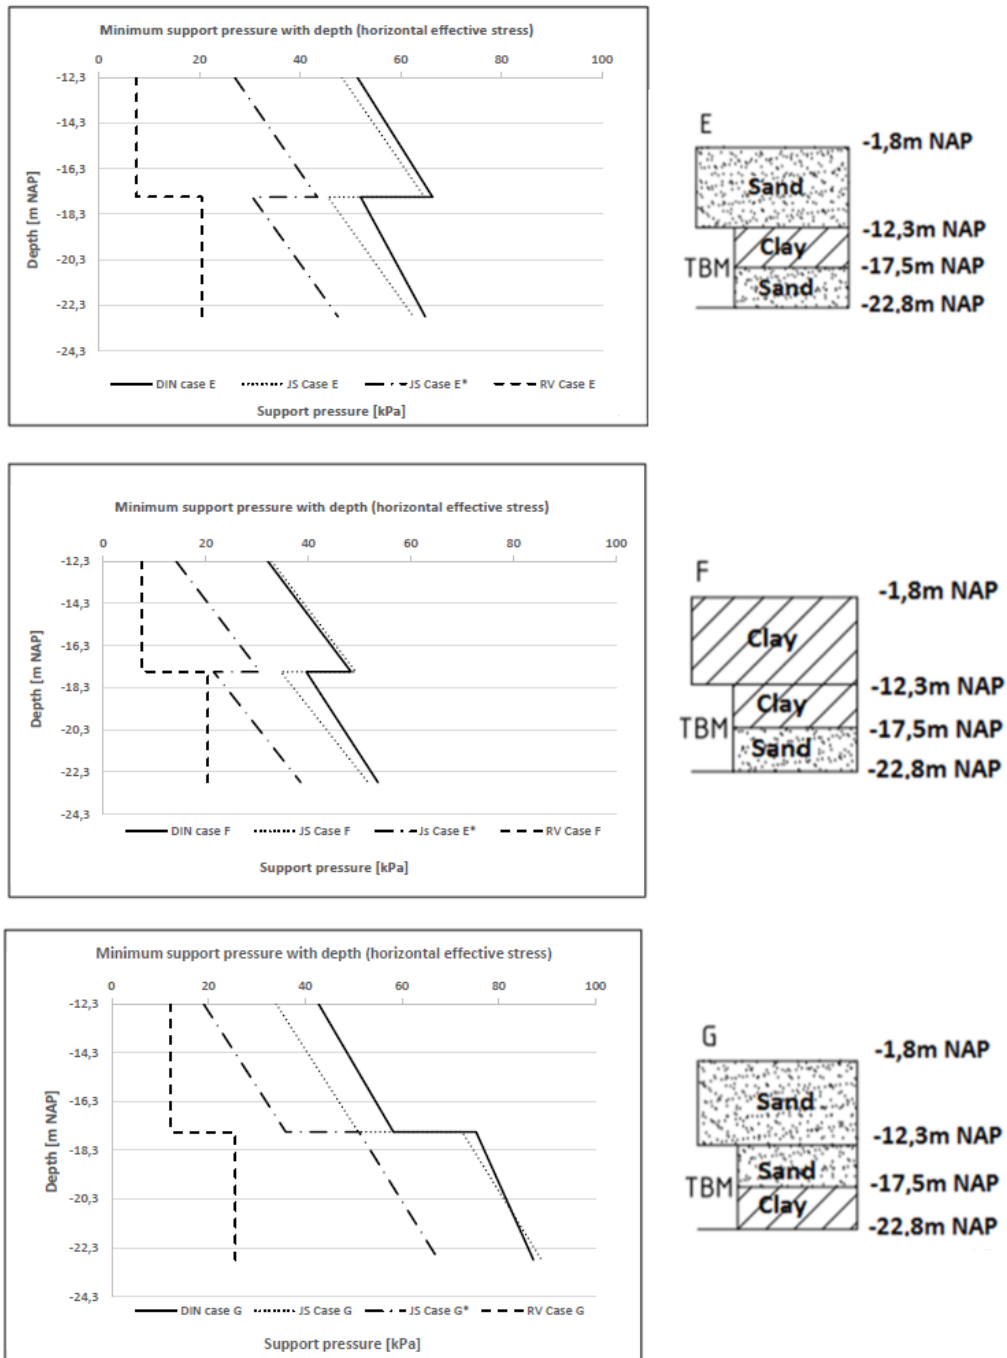 Minimum support pressure with depth (horizontal effective stress)
0 20 40 60 80 100
-12,3
-14,3
-16,3
-18,3
-20,3
-22,3
-24,3
Depth [m NAP]
DIN case E JS Case E JS Case E* RV Case E
Support pressure [kPa]
E
-1,8m NAP
Sand
-12,3m NAP
Clay
TBM -17,5m NAP
Sand
-22,8m NAP
Minimum support pressure with depth (horizontal effective stress)
0 20 40 60 80 100
-12,3
-14,3
-16,3
-18,3
-20,3
-22,3
-24,3
Depth [m NAP]
DIN case F JS Case F Js Case E* RV Case F
Support pressure [kPa]
F
-1,8m NAP
Clay
-12,3m NAP
Clay
TBM -17,5m NAP
Sand
-22,8m NAP
Minimum support pressure with depth (horizontal effective stress)
0 20 40 60 80 100
-12,3
-14,3
-16,3
-18,3
-20,3
-22,3
-24,3
Depth [m NAP]
DIN case G JS Case G JS Case G* RV Case G
Support pressure [kPa]
G
-1,8m NAP
Sand
-12,3m NAP
Sand
TBM -17,5m NAP
Clay
-22,8m NAP